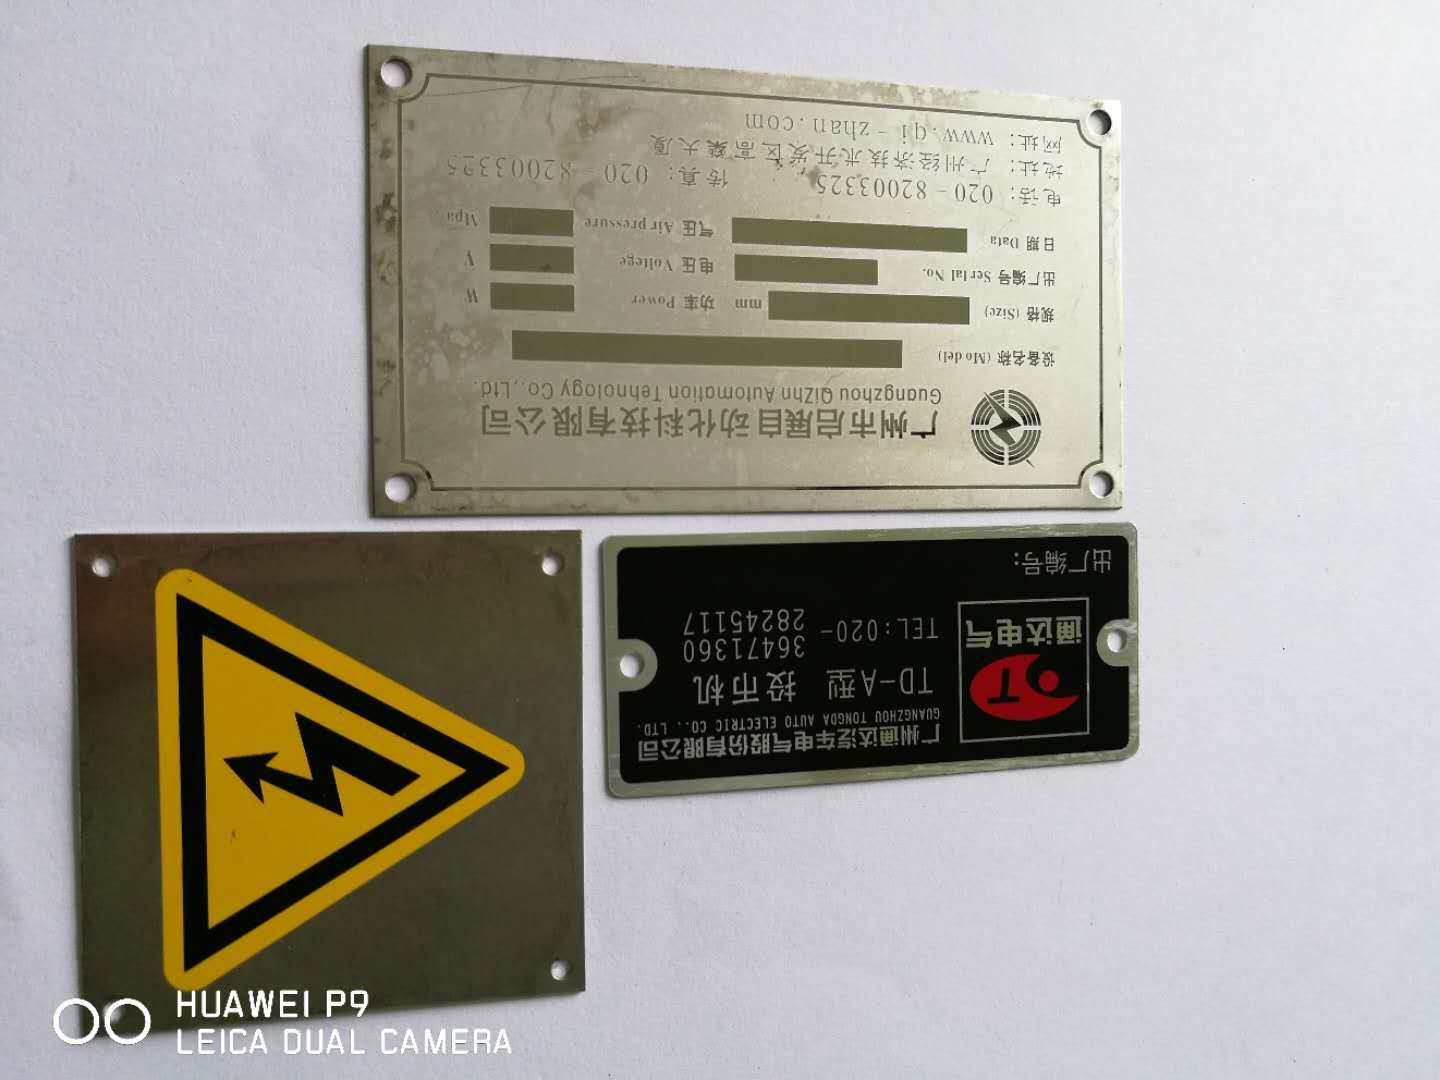 广州市启展自动化科技有限公司
Guangzhou QiZhn Automation Tehnology Co.,Ltd.
设备名称 (Model)
规格 (Size) mm 功率 Power W
出厂编号 Serlal No. 电压 Voltege V
日期 Data 气压 Air pressure Mpa
电话: 020-82003325 传真: 020-82003325
地址: 广州经济技术开发区高棠大厦
网址: www.qi-zhan.com
广州通达汽车电气股份有限公司
GUANGZHOU TONGDA AUTO ELECTRIC CO., LTD.
T
通达电气
TD-A型 投币机
TEL:020-
36471360
28245117
出厂编号:
HUAWEI P9
LEICA DUAL CAMERA